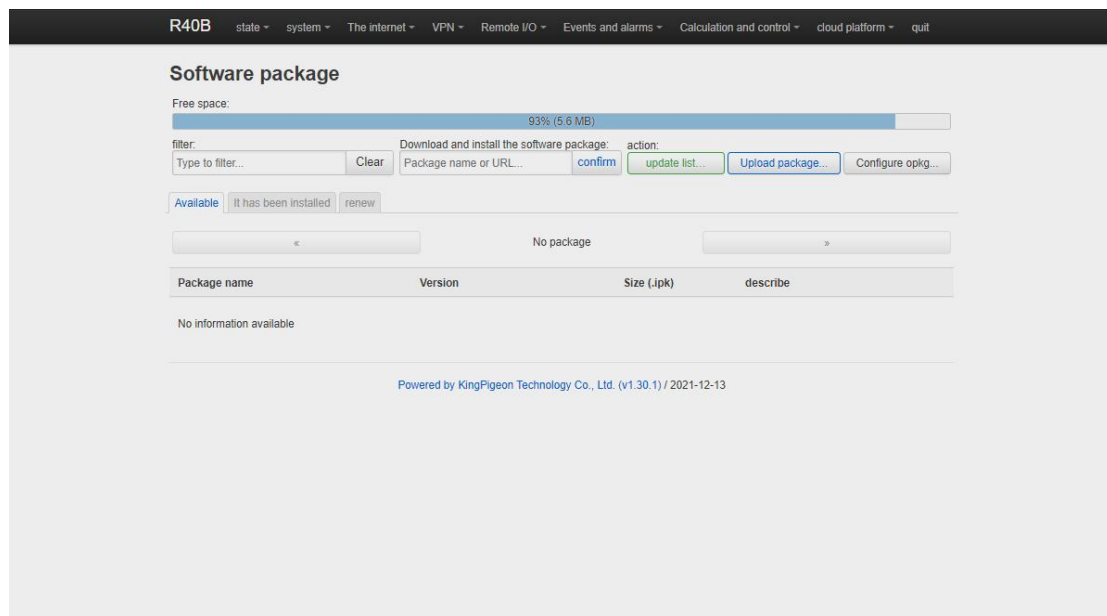 R40B state system The internet VPN Remote I/O Events and alarms Calculation and control cloud platform quit
Software package
Free space:
93% (5.6 MB)
filter: Download and install the software package: action:
Type to filter... Clear Package name or URL... confirm update list... Upload package... Configure opkg...
Available It has been installed renew
« No package »
Package name Version Size (.ipk) describe
No information available
Powered by KingPigeon Technology Co., Ltd. (v1.30.1) / 2021-12-13